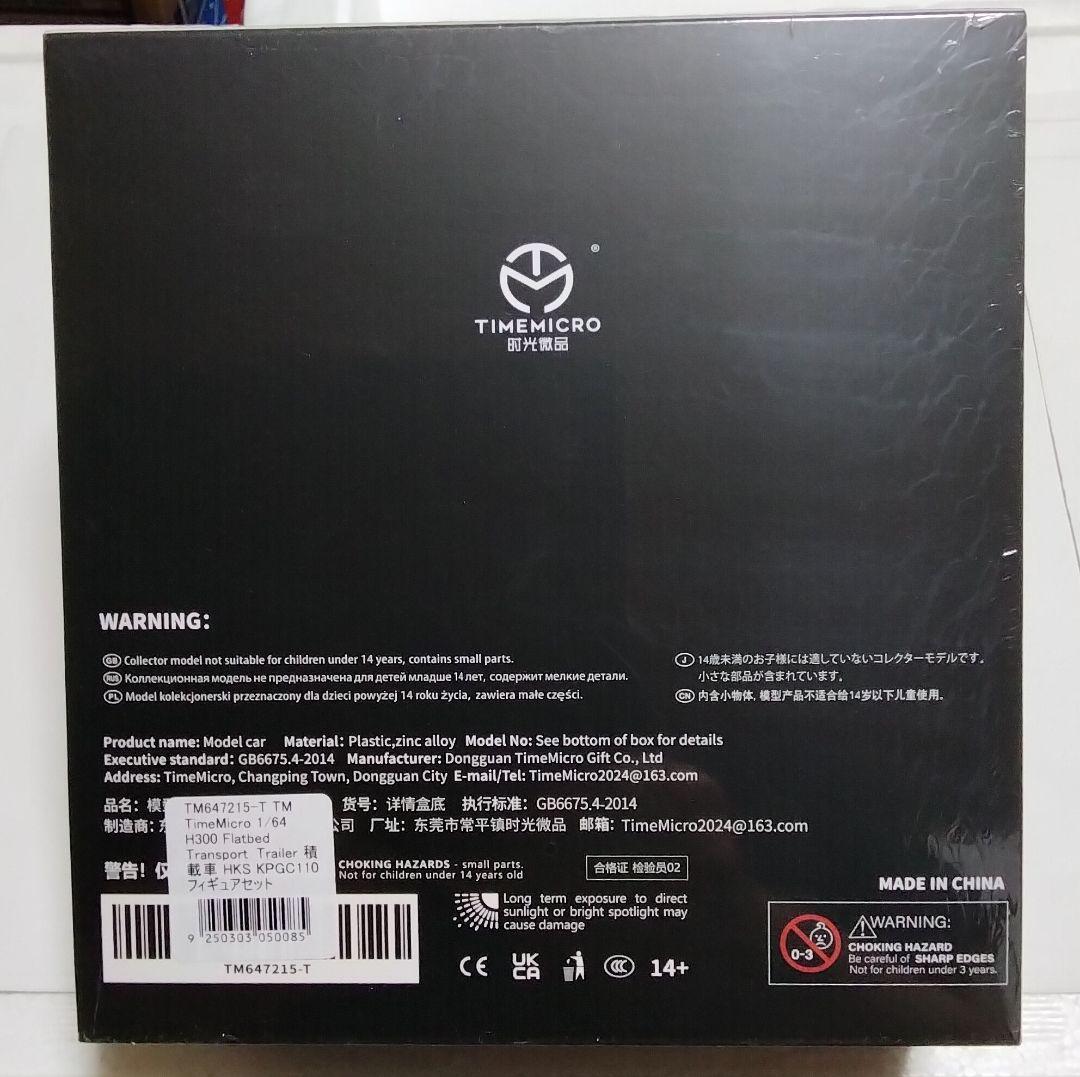 ®
TIMEMICRO
时光微品
WARNING:
GB Collector model not suitable for children under 14 years, contains small parts.
RUS Коллекционная модель не предназначена для детей младше 14 лет, содержит мелкие детали.
PL Model kolekcjonerski przeznaczony dla dzieci powyżej 14 roku życia, zawiera małe części.
J 14歳未満のお子様には適していないコレクターモデルです。
小さな部品が含まれています。
CN 内含小物体, 模型产品不适合给14岁以下儿童使用。
Product name: Model car Material: Plastic,zinc alloy Model No: See bottom of box for details
Executive standard: GB6675.4-2014 Manufacturer: Dongguan TimeMicro Gift Co., Ltd
Address: TimeMicro, Changping Town, Dongguan City E-mail/Tel: TimeMicro2024@163.com
品名: 模 货号: 详情盒底 执行标准: GB6675.4-2014
制造商: 东 公司 厂址: 东莞市常平镇时光微品 邮箱: TimeMicro2024@163.com
警告! 仅
TM647215-T TM
TimeMicro 1/64
H300 Flatbed
Transport Trailer 積
載車 HKS KPGC110
フィギュアセット
9 250303 050085
TM647215-T
CHOKING HAZARDS - small parts.
Not for children under 14 years old
合格证 检验员02
Long term exposure to direct
sunlight or bright spotlight may
cause damage
CE UK CA CCC 14+
MADE IN CHINA
0-3
WARNING:
CHOKING HAZARD
Be careful of SHARP EDGES
Not for children under 3 years.